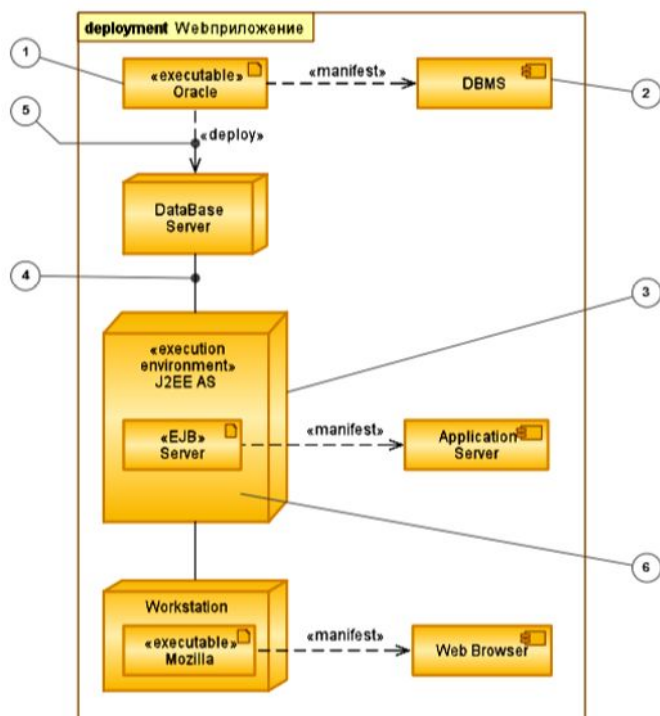 deployment Webприложение
1
«executable»
Oracle
«manifest»
DBMS
2
5
«deploy»
DataBase
Server
4
3
«execution
environment»
J2EE AS
«EJB»
Server
«manifest»
Application
Server
6
Workstation
«executable»
Mozilla
«manifest»
Web Browser